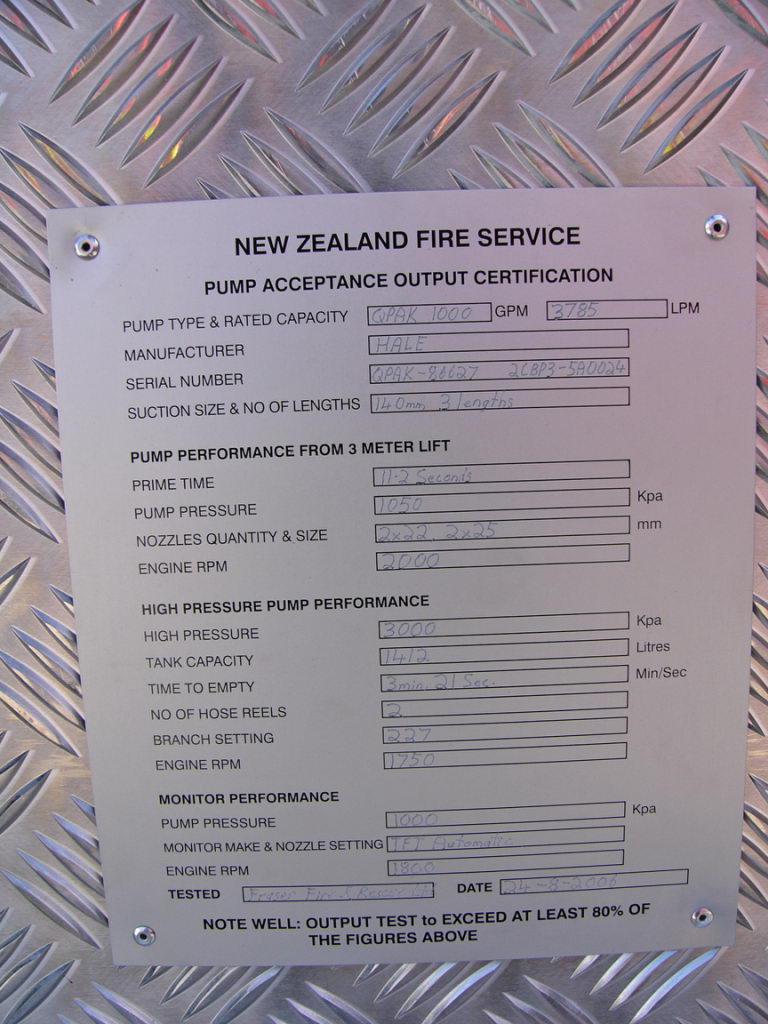 NEW ZEALAND FIRE SERVICE
PUMP ACCEPTANCE OUTPUT CERTIFICATION
PUMP TYPE & RATED CAPACITY QPAK 1000 GPM 3785 LPM
MANUFACTURER HALE
SERIAL NUMBER QPAK-86627 2CBP3-5A0024
SUCTION SIZE & NO OF LENGTHS 140mm 3 lengths
PUMP PERFORMANCE FROM 3 METER LIFT
PRIME TIME 11.2 Seconds
PUMP PRESSURE 1050 Kpa
NOZZLES QUANTITY & SIZE 2x22, 2x25 mm
ENGINE RPM 2000
HIGH PRESSURE PUMP PERFORMANCE
HIGH PRESSURE 3000 Kpa
TANK CAPACITY 1412 Litres
TIME TO EMPTY 3min. 21 Sec. Min/Sec
NO OF HOSE REELS 2
BRANCH SETTING 227
ENGINE RPM 1750
MONITOR PERFORMANCE
PUMP PRESSURE 1000 Kpa
MONITOR MAKE & NOZZLE SETTING TFT Automatic
ENGINE RPM 1800
TESTED Fraser Fire & Rescue Ltd DATE 24-8-2006
NOTE WELL: OUTPUT TEST to EXCEED AT LEAST 80% OF
THE FIGURES ABOVE